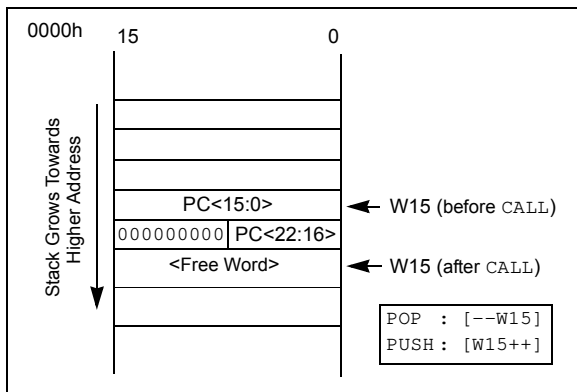 0000h
15 0
Stack Grows Towards
Higher Address
PC<15:0>
W15 (before CALL)
000000000 PC<22:16>
<Free Word>
W15 (after CALL)
POP : [--W15]
PUSH : [W15++]